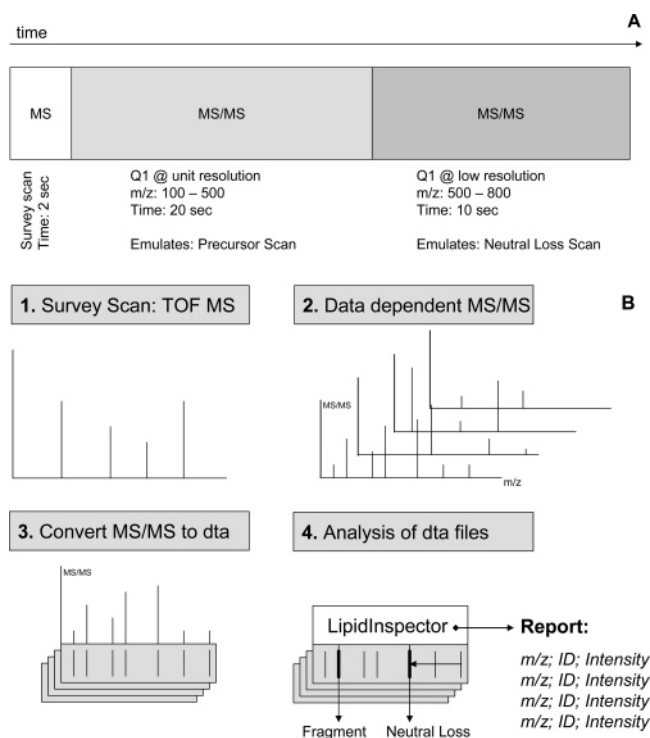 A
time
MS
MS/MS
MS/MS
Survey scan
Time: 2 sec
Q1 @ unit resolution
m/z: 100 – 500
Time: 20 sec
Emulates: Precursor Scan
Q1 @ low resolution
m/z: 500 – 800
Time: 10 sec
Emulates: Neutral Loss Scan
B
1. Survey Scan: TOF MS
2. Data dependent MS/MS
MS/MS
m/z
3. Convert MS/MS to dta
4. Analysis of dta files
MS/MS
LipidInspector
Report:
m/z; ID; Intensity
m/z; ID; Intensity
m/z; ID; Intensity
m/z; ID; Intensity
Fragment
Neutral Loss